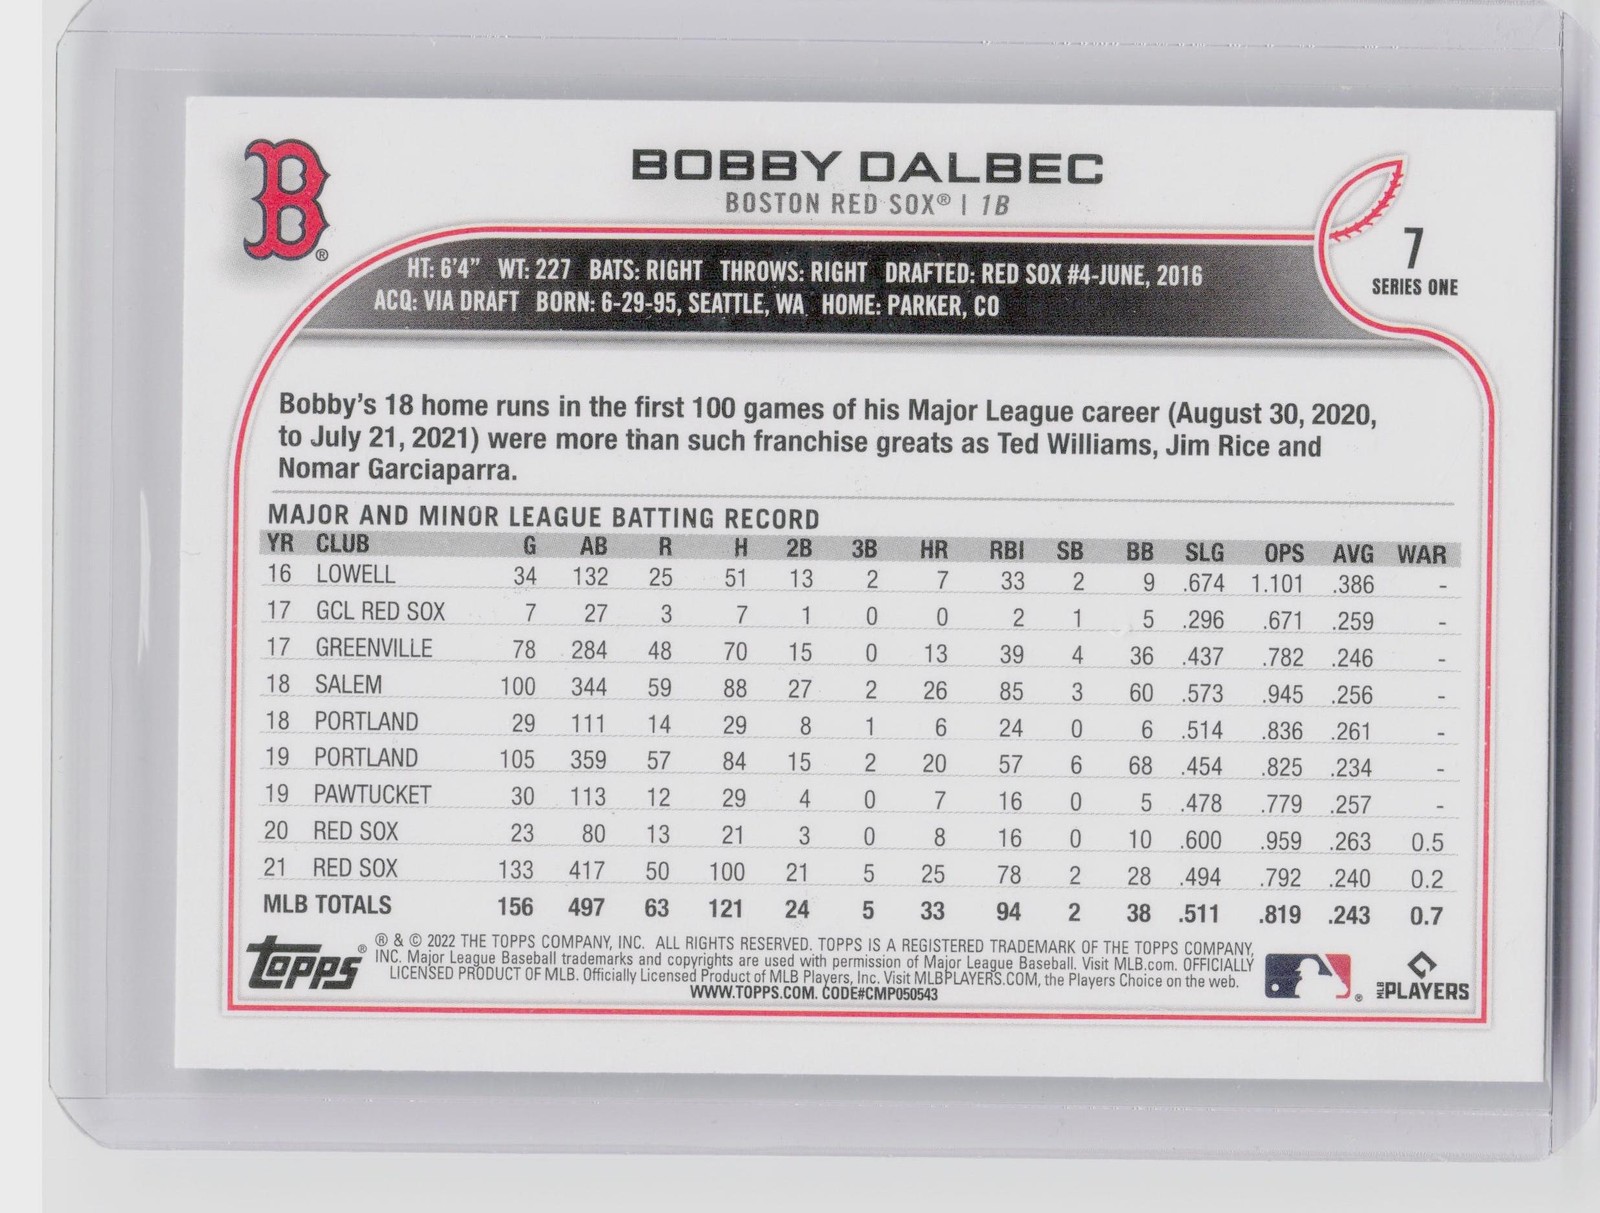 B®
BOBBY DALBEC
BOSTON RED SOX® | 1B
7
SERIES ONE
HT: 6'4" WT: 227 BATS: RIGHT THROWS: RIGHT DRAFTED: RED SOX #4-JUNE, 2016
ACQ: VIA DRAFT BORN: 6-29-95, SEATTLE, WA HOME: PARKER, CO
Bobby's 18 home runs in the first 100 games of his Major League career (August 30, 2020,
to July 21, 2021) were more than such franchise greats as Ted Williams, Jim Rice and
Nomar Garciaparra.
MAJOR AND MINOR LEAGUE BATTING RECORD
YR CLUB G AB R H 2B 3B HR RBI SB BB SLG OPS AVG WAR
16 LOWELL 34 132 25 51 13 2 7 33 2 9 .674 1.101 .386 -
17 GCL RED SOX 7 27 3 7 1 0 0 2 1 5 .296 .671 .259 -
17 GREENVILLE 78 284 48 70 15 0 13 39 4 36 .437 .782 .246 -
18 SALEM 100 344 59 88 27 2 26 85 3 60 .573 .945 .256 -
18 PORTLAND 29 111 14 29 8 1 6 24 0 6 .514 .836 .261 -
19 PORTLAND 105 359 57 84 15 2 20 57 6 68 .454 .825 .234 -
19 PAWTUCKET 30 113 12 29 4 0 7 16 0 5 .478 .779 .257 -
20 RED SOX 23 80 13 21 3 0 8 16 0 10 .600 .959 .263 0.5
21 RED SOX 133 417 50 100 21 5 25 78 2 28 .494 .792 .240 0.2
MLB TOTALS 156 497 63 121 24 5 33 94 2 38 .511 .819 .243 0.7
topps®
® & © 2022 THE TOPPS COMPANY, INC. ALL RIGHTS RESERVED. TOPPS IS A REGISTERED TRADEMARK OF THE TOPPS COMPANY,
INC. Major League Baseball trademarks and copyrights are used with permission of Major League Baseball. Visit MLB.com. OFFICIALLY
LICENSED PRODUCT OF MLB. Officially Licensed Product of MLB Players, Inc. Visit MLBPLAYERS.COM, the Players Choice on the web.
WWW.TOPPS.COM. CODE#CMP050543
®
MLB PLAYERS